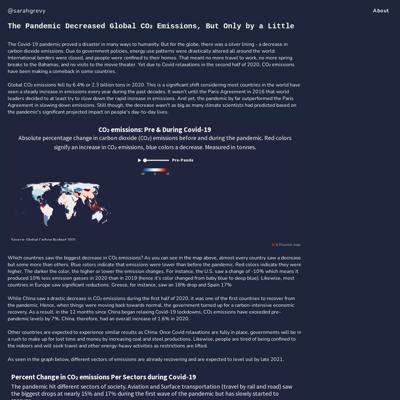 @sarahgrevy
About
The Pandemic Decreased Global CO₂ Emissions, But Only by a Little
The Covid-19 pandemic proved a disaster in many ways to humanity. But for the globe, there was a silver lining - a decrease in
carbon-dioxide emissions. Due to government policies, energy use patterns were drastically altered all around the world.
International borders were closed, and people were confined to their homes. That meant no more travel to work, no more spring
breaks to the Bahamas, and no visits to the movie theater. Yet due to Covid relaxations in the second half of 2020, CO₂ emissions
have been making a comeback in some countries.
Global CO₂ emissions fell by 6.4% or 2.3 billion tons in 2020. This is a significant shift considering most countries in the world have
seen a steady increase in emissions every year during the past decades. It wasn't until the Paris Agreement in 2016 that world
leaders decided to at least try to slow down the rapid increase in emissions. And yet, the pandemic by far outperformed the Paris
Agreement in slowing down emissions. Still though, the decrease wasn't as big as many climate scientists had predicted based on
the pandemic's significant projected impact on people's day-to-day lives.
CO₂ emissions: Pre & During Covid-19
Absolute percentage change in carbon dioxide (CO₂) emissions before and during the pandemic. Red colors
signify an increase in CO₂ emissions, blue colors a decrease. Measured in tonnes.
Pre-Pande
Source: Global Carbon Budget 2021
A Flourish map
Which countries saw the biggest decrease in CO₂ emissions? As you can see in the map above, almost every country saw a decrease
but some more than others. Blue colors indicate that emissions were lower than before the pandemic. Red colors indicate they were
higher. The darker the color, the higher or lower the emission changes. For instance, the U.S. saw a change of -10% which means it
produced 10% less emission gasses in 2020 than in 2019 (hence it's color changed from baby blue to deep blue). Likewise, most
countries in Europe saw significant reductions. Greece, for instance, saw an 18% drop and Spain 17%
While China saw a drastic decrease in CO₂ emissions during the first half of 2020, it was one of the first countries to recover from
the pandemic. Hence, when things were moving back towards normal, the government turned up for a carbon-intensive economic
recovery. As a result, in the 12 months since China began relaxing Covid-19 lockdowns, CO₂ emissions have exceeded pre-
pandemic levels by 7%. China, therefore, had an overall increase of 1.6% in 2020.
Other countries are expected to experience similar results as China. Once Covid relaxations are fully in place, governments will be in
a rush to make up for lost time and money by increasing coal and steel productions. Likewise, people are tired of being confined to
the indoors and will seek travel and other energy-heavy activities as restrictions are lifted.
As seen in the graph below, different sectors of emissions are already recovering and are expected to level out by late 2021.
Percent Change in CO₂ emissions Per Sectors during Covid-19
The pandemic hit different sectors of society. Aviation and Surface transportation (travel by rail and road) saw
the biggest drops at nearly 15% and 17% during the first wave of the pandemic but has slowly started to